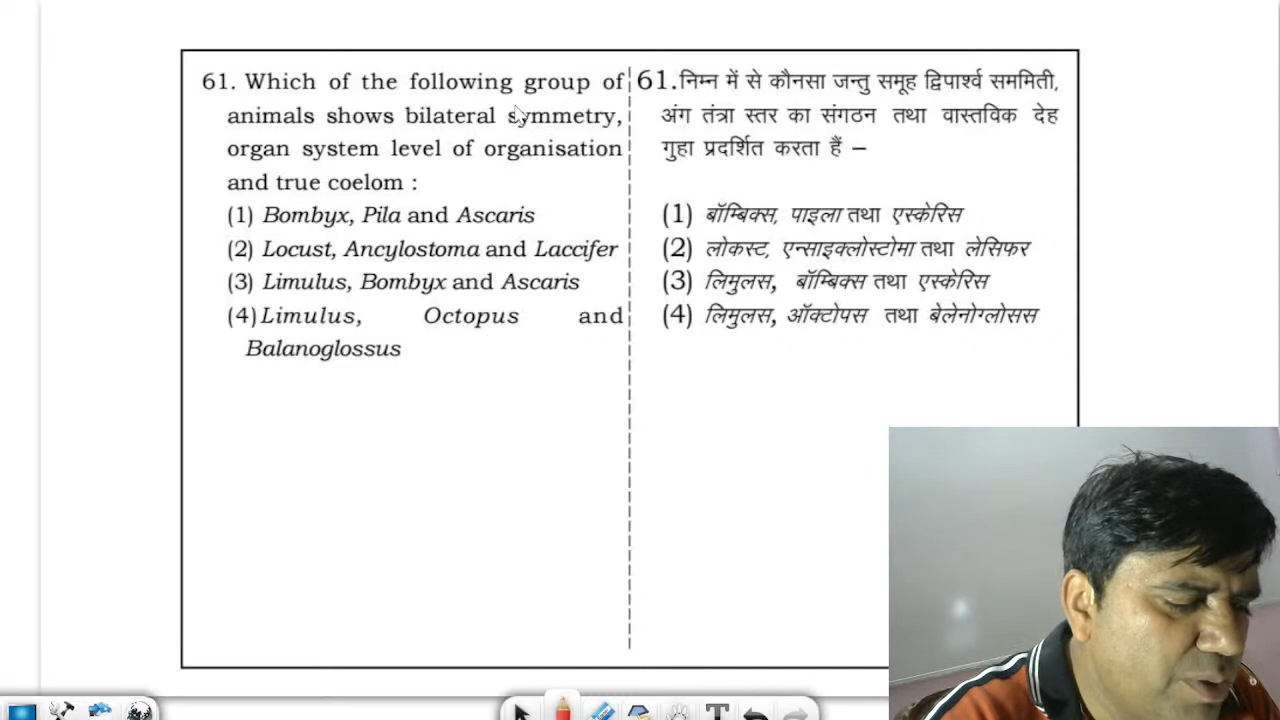 61. Which of the following group of
animals shows bilateral symmetry,
organ system level of organisation
and true coelom :
(1) Bombyx, Pila and Ascaris
(2) Locust, Ancylostoma and Laccifer
(3) Limulus, Bombyx and Ascaris
(4) Limulus, Octopus and
Balanoglossus
61. निम्न में से कौनसा जन्तु समूह द्विपार्श्व सममिती,
अंग तंत्रा स्तर का संगठन तथा वास्तविक देह
गुहा प्रदर्शित करता हैं –
(1) बॉम्बिक्स, पाइला तथा एस्केरिस
(2) लोकस्ट, एन्साइक्लोस्टोमा तथा लेसिफर
(3) लिमुलस, बॉम्बिक्स तथा एस्केरिस
(4) लिमुलस, ऑक्टोपस तथा बेलेनोग्लोसस
T